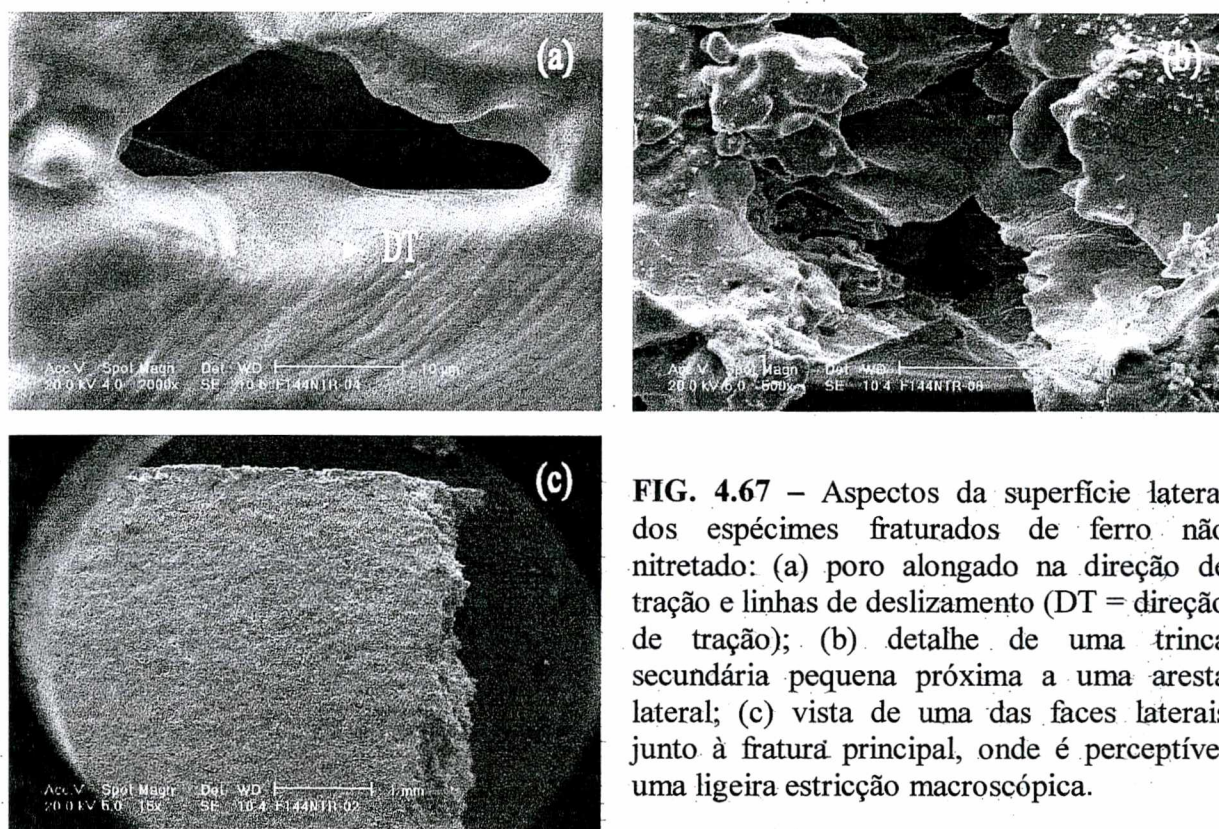 (a)
DT
Acc.V Spot Magn Det WD 10 µm
20.0 kV 4.0 2000x SE 10.6 F144NTR-04
(b)
Acc.V Spot Magn Det WD
20.0 kV 5.0 500x SE 10.4 F144NTR-08
(c)
Acc.V Spot Magn Det WD 1 mm
20.0 kV 5.0 15x SE 10.4 F144NTR-02
FIG. 4.67 – Aspectos da superfície latera
dos espécimes fraturados de ferro não
nitretado: (a) poro alongado na direção de
tração e linhas de deslizamento (DT = direção
de tração); (b) detalhe de uma trinca
secundária pequena próxima a uma aresta
lateral; (c) vista de uma das faces laterais
junto à fratura principal, onde é perceptíve
uma ligeira estricção macroscópica.